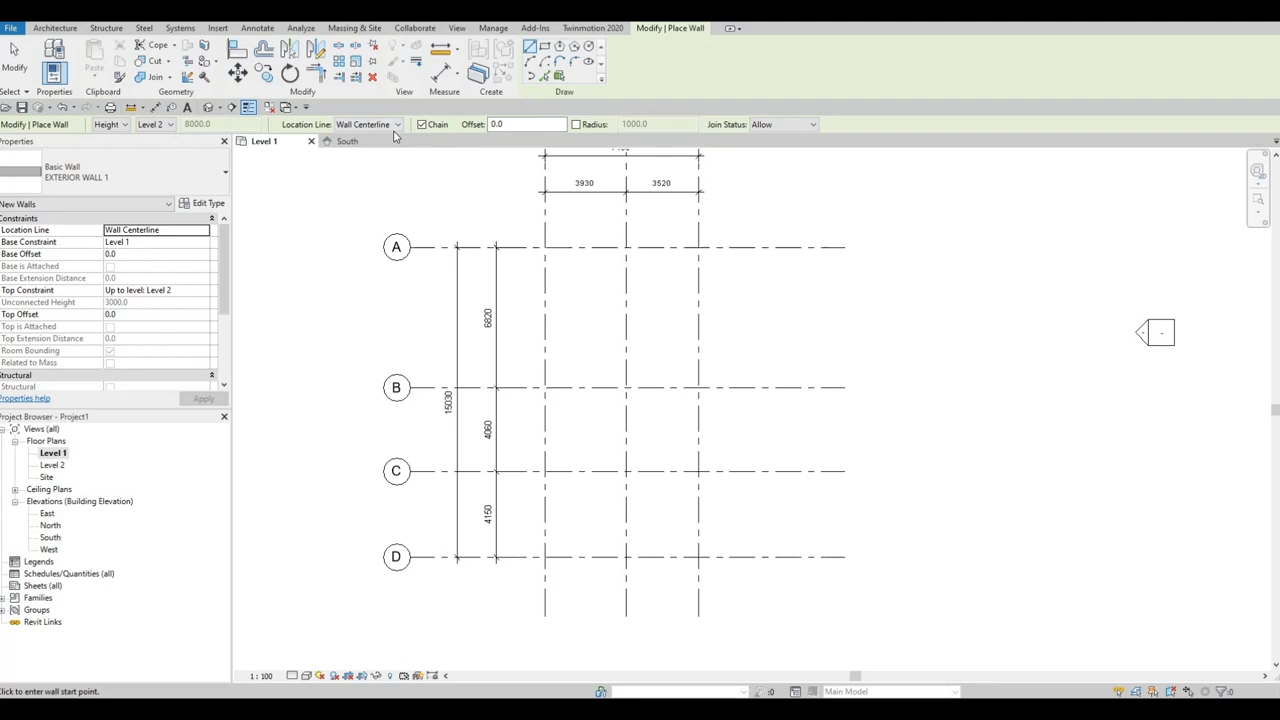 File Architecture Structure Steel Systems Insert Annotate Analyze Massing & Site Collaborate View Manage Add-Ins Twinmotion 2020 Modify | Place Wall
Modify
Paste
Cope
Cut
Join
Select Properties Clipboard Geometry Modify View Measure Create Draw
Modify | Place Wall Height Level 2 8000.0 Location Line: Wall Centerline Chain Offset: 0.0 Radius: 1000.0 Join Status: Allow
Properties
Level 1 South
Basic Wall
EXTERIOR WALL 1
New Walls Edit Type
Constraints
Location Line Wall Centerline
Base Constraint Level 1
Base Offset 0.0
Base is Attached
Base Extension Distance 0.0
Top Constraint Up to level: Level 2
Unconnected Height 3000.0
Top Offset 0.0
Top is Attached
Top Extension Distance 0.0
Room Bounding
Related to Mass
Structural
Structural
Properties help Apply
Project Browser - Project1
Views (all)
Floor Plans
Level 1
Level 2
Site
Ceiling Plans
Elevations (Building Elevation)
East
North
South
West
Legends
Schedules/Quantities (all)
Sheets (all)
Families
Groups
Revit Links
3930 3520
A
6820
B
15030
4060
C
4150
D
1 : 100
Click to enter wall start point. :0 Main Model :0